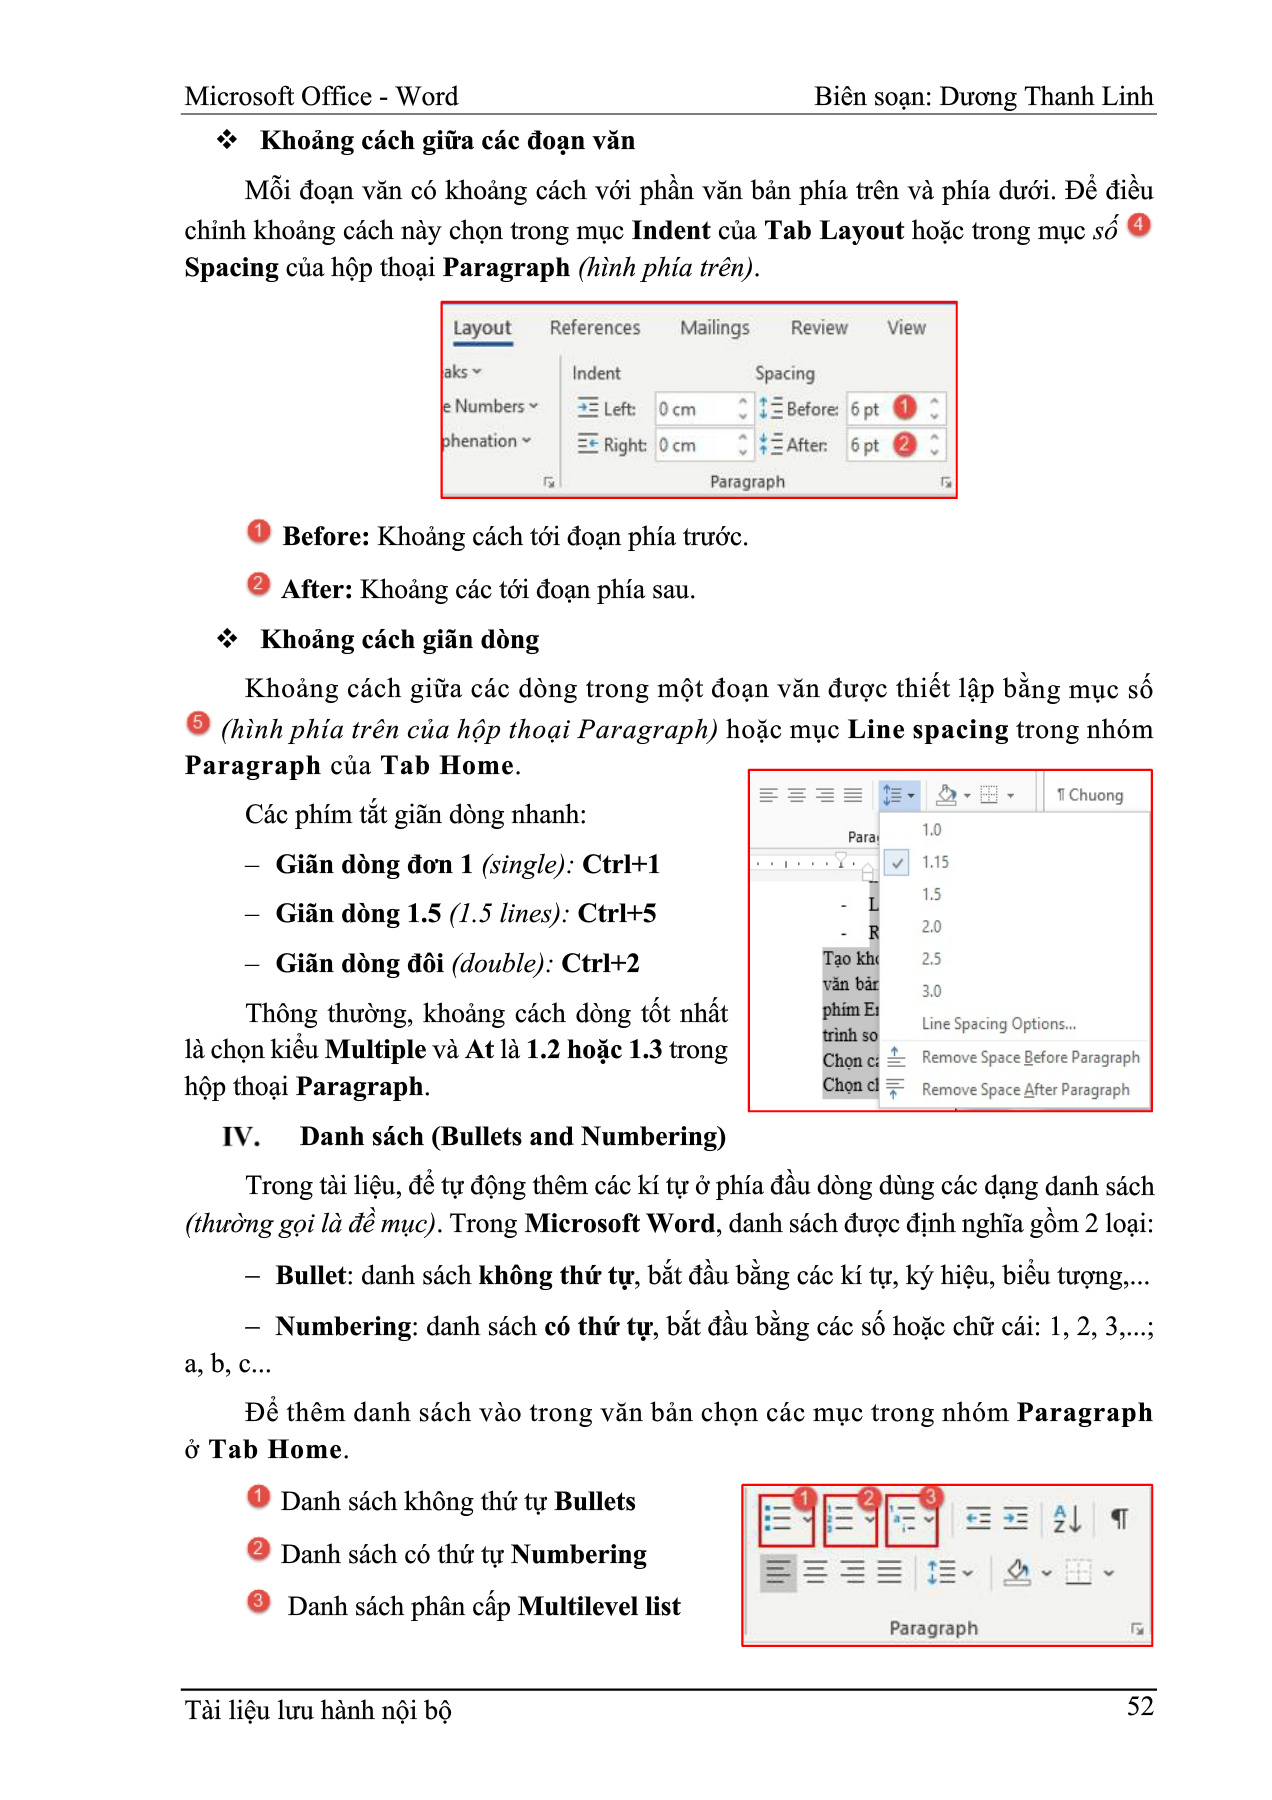 Microsoft Office - Word Biên soạn: Dương Thanh Linh
❖ Khoảng cách giữa các đoạn văn
Mỗi đoạn văn có khoảng cách với phần văn bản phía trên và phía dưới. Để điều
chỉnh khoảng cách này chọn trong mục Indent của Tab Layout hoặc trong mục số 4
Spacing của hộp thoại Paragraph (hình phía trên).
Layout References Mailings Review View
aks Indent Spacing
e Numbers Left: 0 cm Before: 6 pt 1
phenation Right: 0 cm After: 6 pt 2
Paragraph
1 Before: Khoảng cách tới đoạn phía trước.
2 After: Khoảng các tới đoạn phía sau.
❖ Khoảng cách giãn dòng
Khoảng cách giữa các dòng trong một đoạn văn được thiết lập bằng mục số
5 (hình phía trên của hộp thoại Paragraph) hoặc mục Line spacing trong nhóm
Paragraph của Tab Home.
Các phím tắt giãn dòng nhanh:
– Giãn dòng đơn 1 (single): Ctrl+1
– Giãn dòng 1.5 (1.5 lines): Ctrl+5
– Giãn dòng đôi (double): Ctrl+2
Thông thường, khoảng cách dòng tốt nhất
là chọn kiểu Multiple và At là 1.2 hoặc 1.3 trong
hộp thoại Paragraph.
¶ Chuong
Para
1.0
1.15
1.5
2.0
2.5
3.0
Line Spacing Options...
Remove Space Before Paragraph
Remove Space After Paragraph
- L
- R
Tạo kho
văn bản
phím En
trình so
Chọn cá
Chọn ch
IV. Danh sách (Bullets and Numbering)
Trong tài liệu, để tự động thêm các kí tự ở phía đầu dòng dùng các dạng danh sách
(thường gọi là đề mục). Trong Microsoft Word, danh sách được định nghĩa gồm 2 loại:
– Bullet: danh sách không thứ tự, bắt đầu bằng các kí tự, ký hiệu, biểu tượng,...
– Numbering: danh sách có thứ tự, bắt đầu bằng các số hoặc chữ cái: 1, 2, 3,...;
a, b, c...
Để thêm danh sách vào trong văn bản chọn các mục trong nhóm Paragraph
ở Tab Home.
1 Danh sách không thứ tự Bullets
2 Danh sách có thứ tự Numbering
3 Danh sách phân cấp Multilevel list
1 2 3
Paragraph
Tài liệu lưu hành nội bộ 52